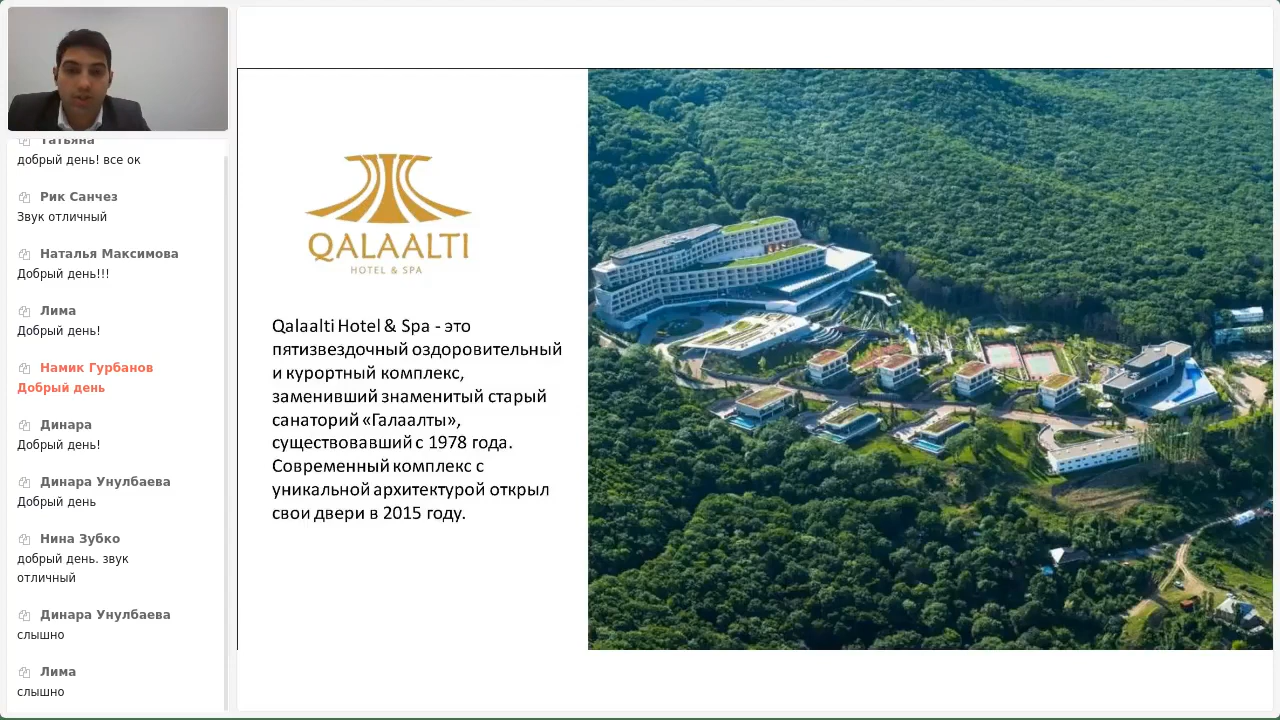 Татьяна
добрый день! все ок
Рик Санчез
Звук отличный
Наталья Максимова
Добрый день!!!
Лима
Добрый день!
Намик Гурбанов
Добрый день
Динара
Добрый день!
Динара Унулбаева
Добрый день
Нина Зубко
добрый день. звук
отличный
Динара Унулбаева
слышно
Лима
слышно
QALAALTI
HOTEL & SPA
Qalaalti Hotel & Spa - это
пятизвездочный оздоровительный
и курортный комплекс,
заменивший знаменитый старый
санаторий «Галаалты»,
существовавший с 1978 года.
Современный комплекс с
уникальной архитектурой открыл
свои двери в 2015 году.